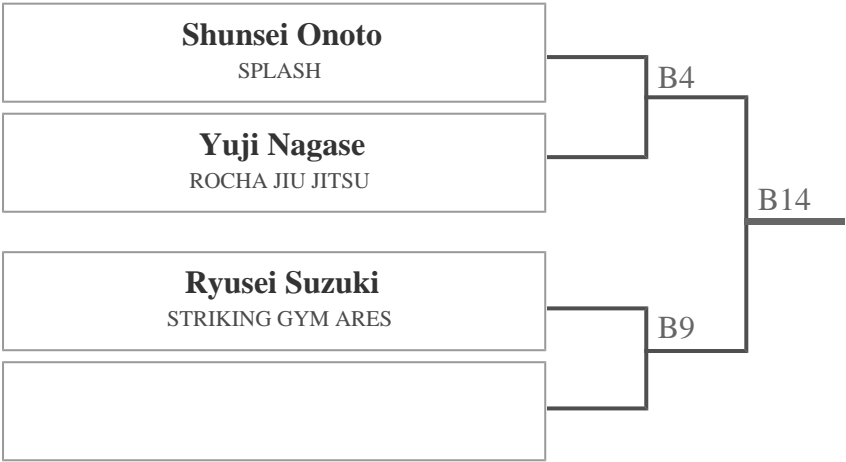 Shunsei Onoto
SPLASH
B4
Yuji Nagase
ROCHA JIU JITSU
B14
Ryusei Suzuki
STRIKING GYM ARES
B9